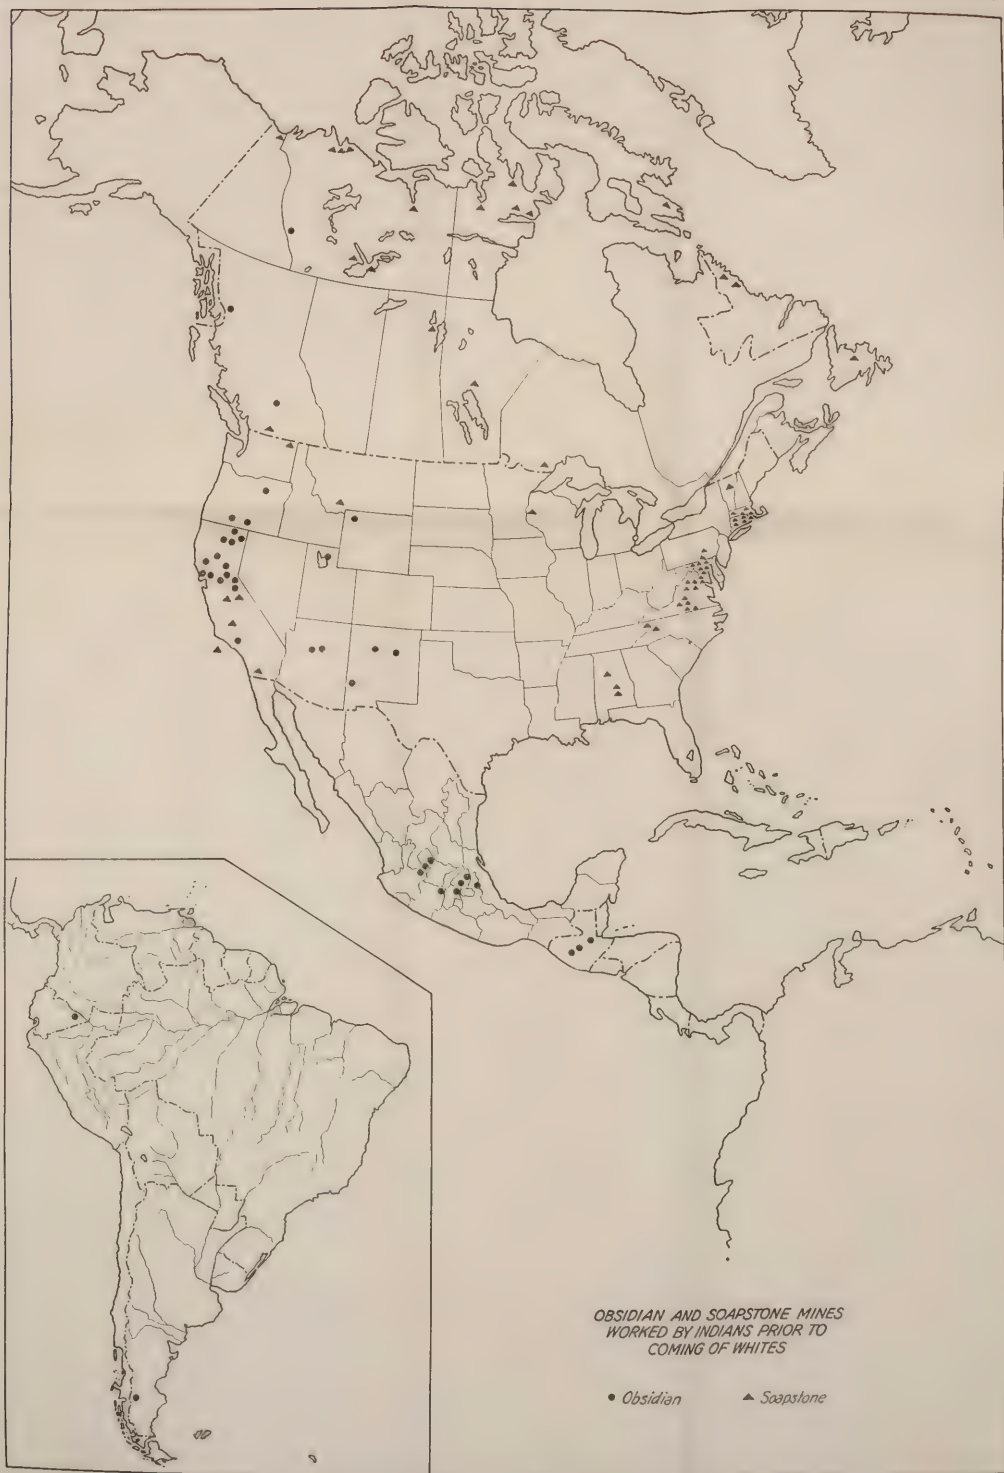 OBSIDIAN AND SOAPSTONE MINES
WORKED BY INDIANS PRIOR TO
COMING OF WHITES
• Obsidian ▲ Soapstone